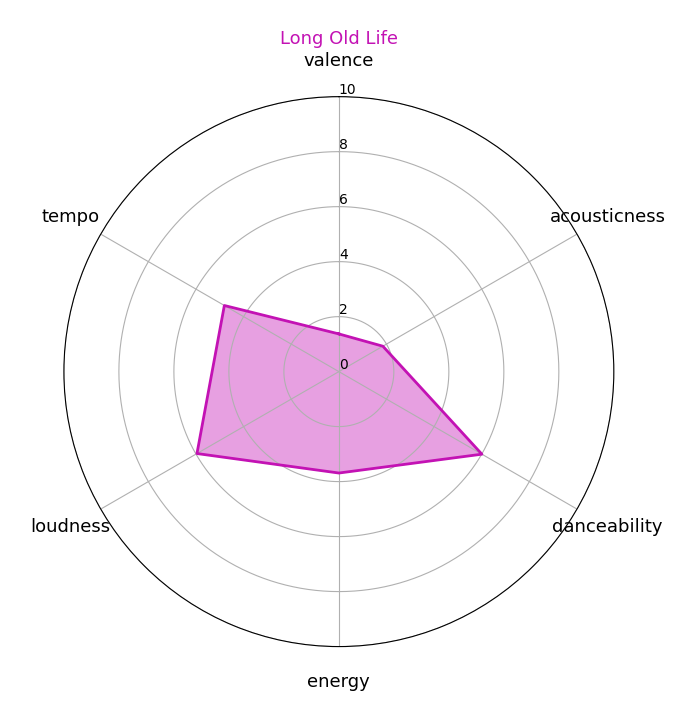 Long Old Life
valence
10
8
6
4
2
0
tempo
acousticness
loudness
danceability
energy